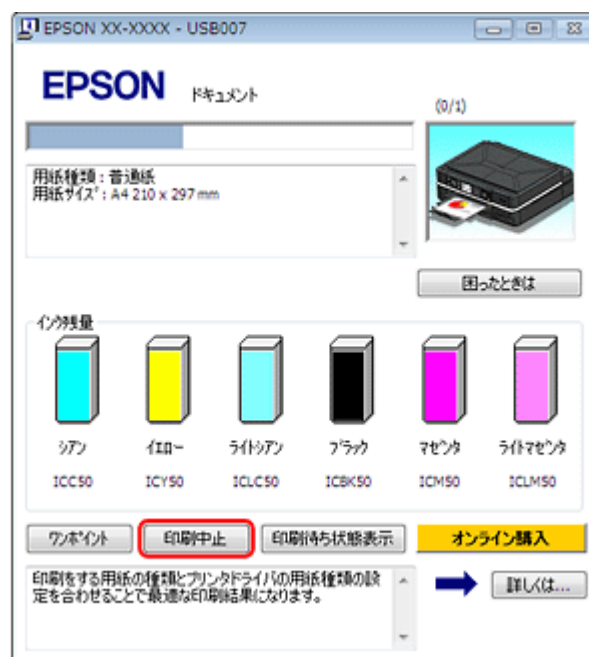 EPSON XX-XXXX - USB007
EPSON ドキュメント
(0/1)
用紙種類 : 普通紙
用紙サイズ : A4 210 x 297 mm
困ったときは
インク残量
シアン イエロー ライトシアン ブラック マゼンタ ライトマゼンタ
ICC50 ICY50 ICLC50 ICBK50 ICM50 ICLM50
ワンポイント 印刷中止 印刷待ち状態表示 オンライン購入
印刷をする用紙の種類とプリンタドライバの用紙種類の設
定を合わせることで最適な印刷結果になります。
詳しくは...